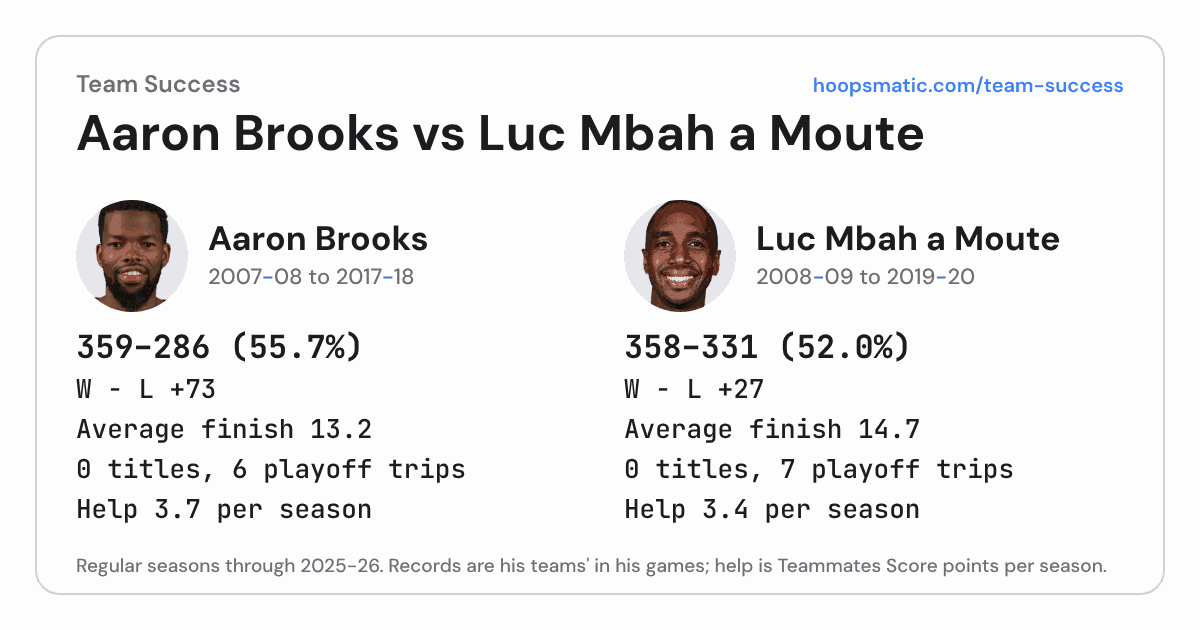 Team Success
hoopsmatic.com/team-success
Aaron Brooks vs Luc Mbah a Moute
Aaron Brooks
2007-08 to 2017-18
359-286 (55.7%)
W - L +73
Average finish 13.2
0 titles, 6 playoff trips
Help 3.7 per season
Luc Mbah a Moute
2008-09 to 2019-20
358-331 (52.0%)
W - L +27
Average finish 14.7
0 titles, 7 playoff trips
Help 3.4 per season
Regular seasons through 2025-26. Records are his teams' in his games; help is Teammates Score points per season.